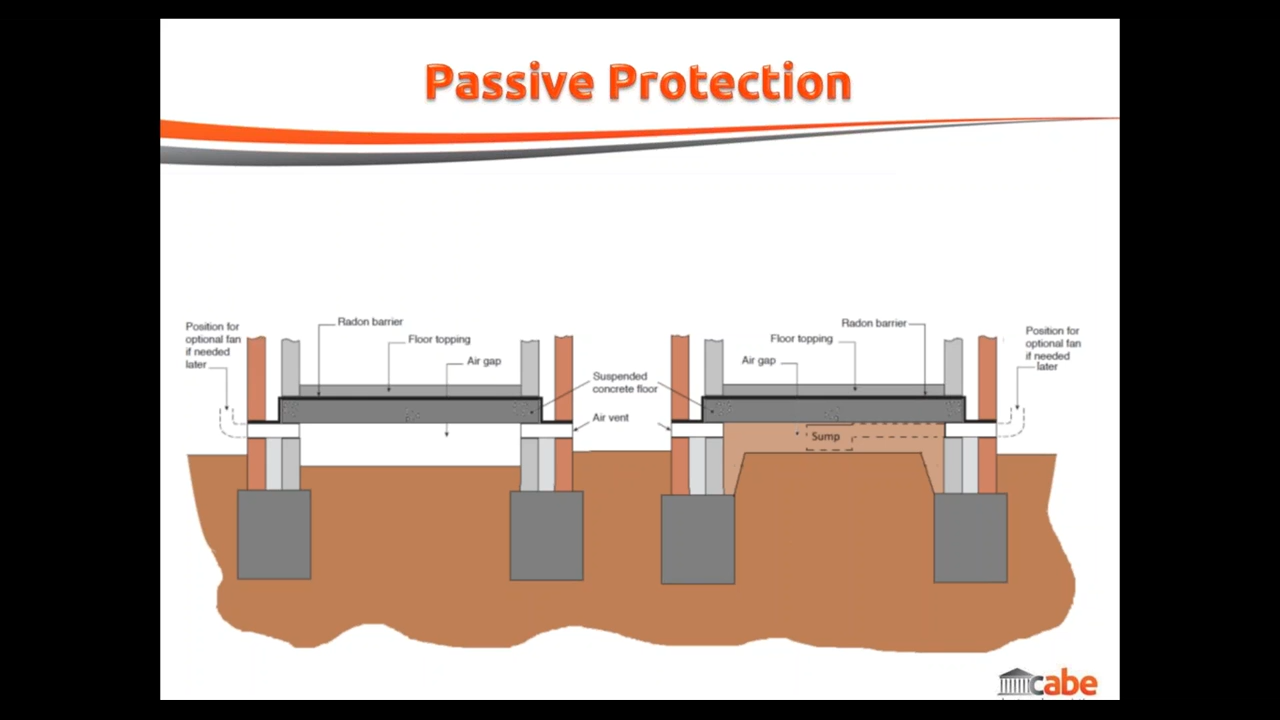 Passive Protection
Position for
optional fan
if needed
later
Radon barrier
Floor topping
Air gap
Suspended
concrete floor
Air vent
Radon barrier
Floor topping
Air gap
Sump
Position for
optional fan
if needed
later
cabe